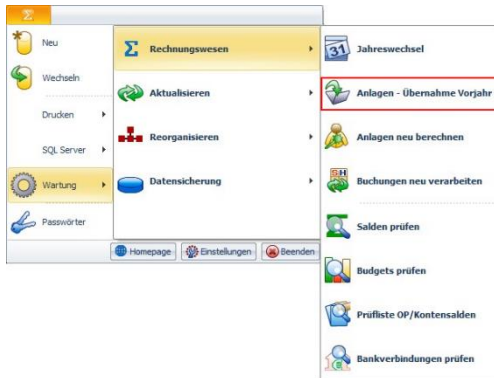 Σ
Neu
Wechseln
Drucken
SQL Server
Wartung
Passwörter
Σ Rechnungswesen
Aktualisieren
Reorganisieren
Datensicherung
Homepage Einstellungen Beenden
31 Jahreswechsel
Anlagen - Übernahme Vorjahr
Anlagen neu berechnen
S:H Buchungen neu verarbeiten
Salden prüfen
Budgets prüfen
Prüfliste OP/Kontensalden
Bankverbindungen prüfen